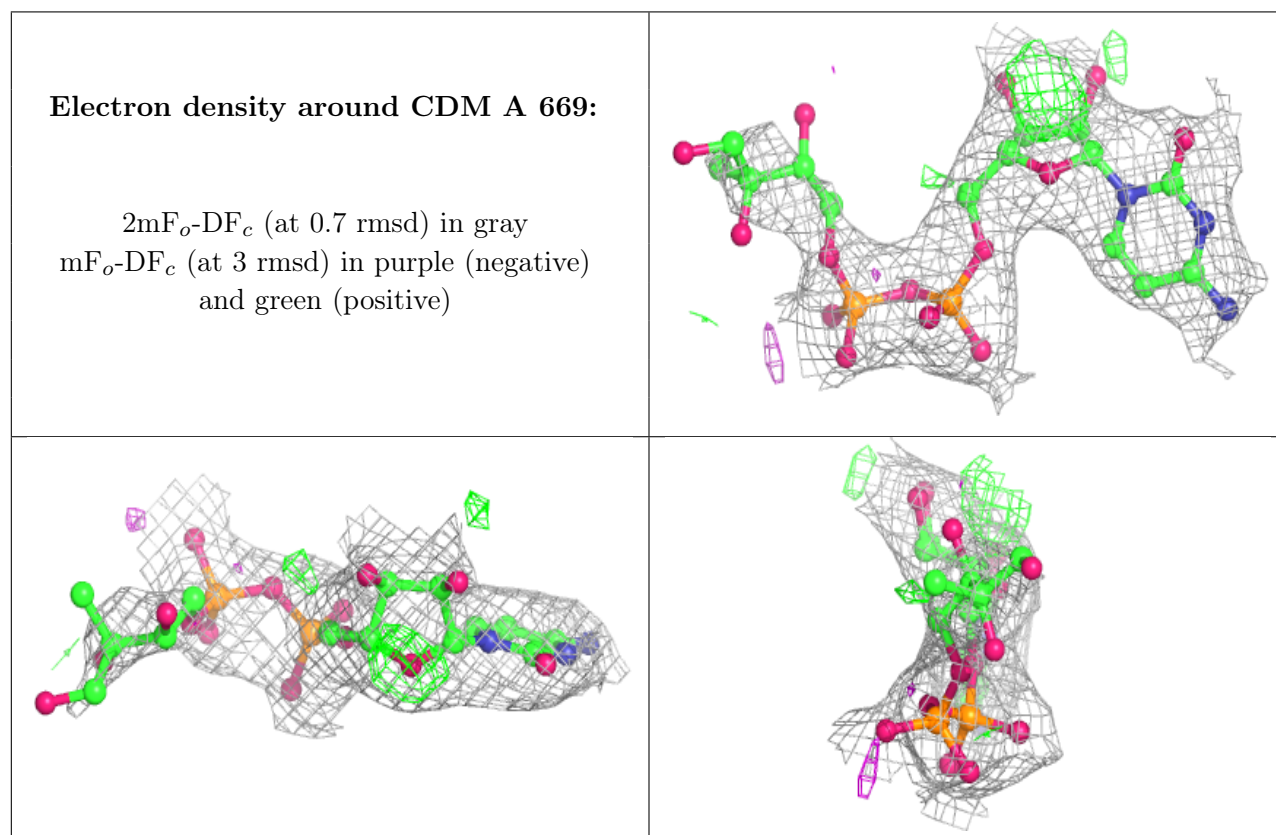 Electron density around CDM A 669:
2mFo-DFc (at 0.7 rmsd) in gray
mFo-DFc (at 3 rmsd) in purple (negative)
and green (positive)